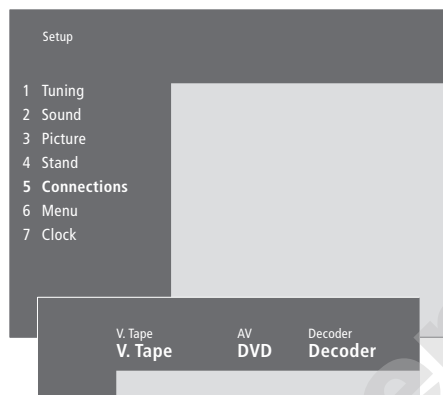 Setup
1 Tuning
2 Sound
3 Picture
4 Stand
5 Connections
6 Menu
7 Clock
V. Tape AV Decoder
V. Tape DVD Decoder